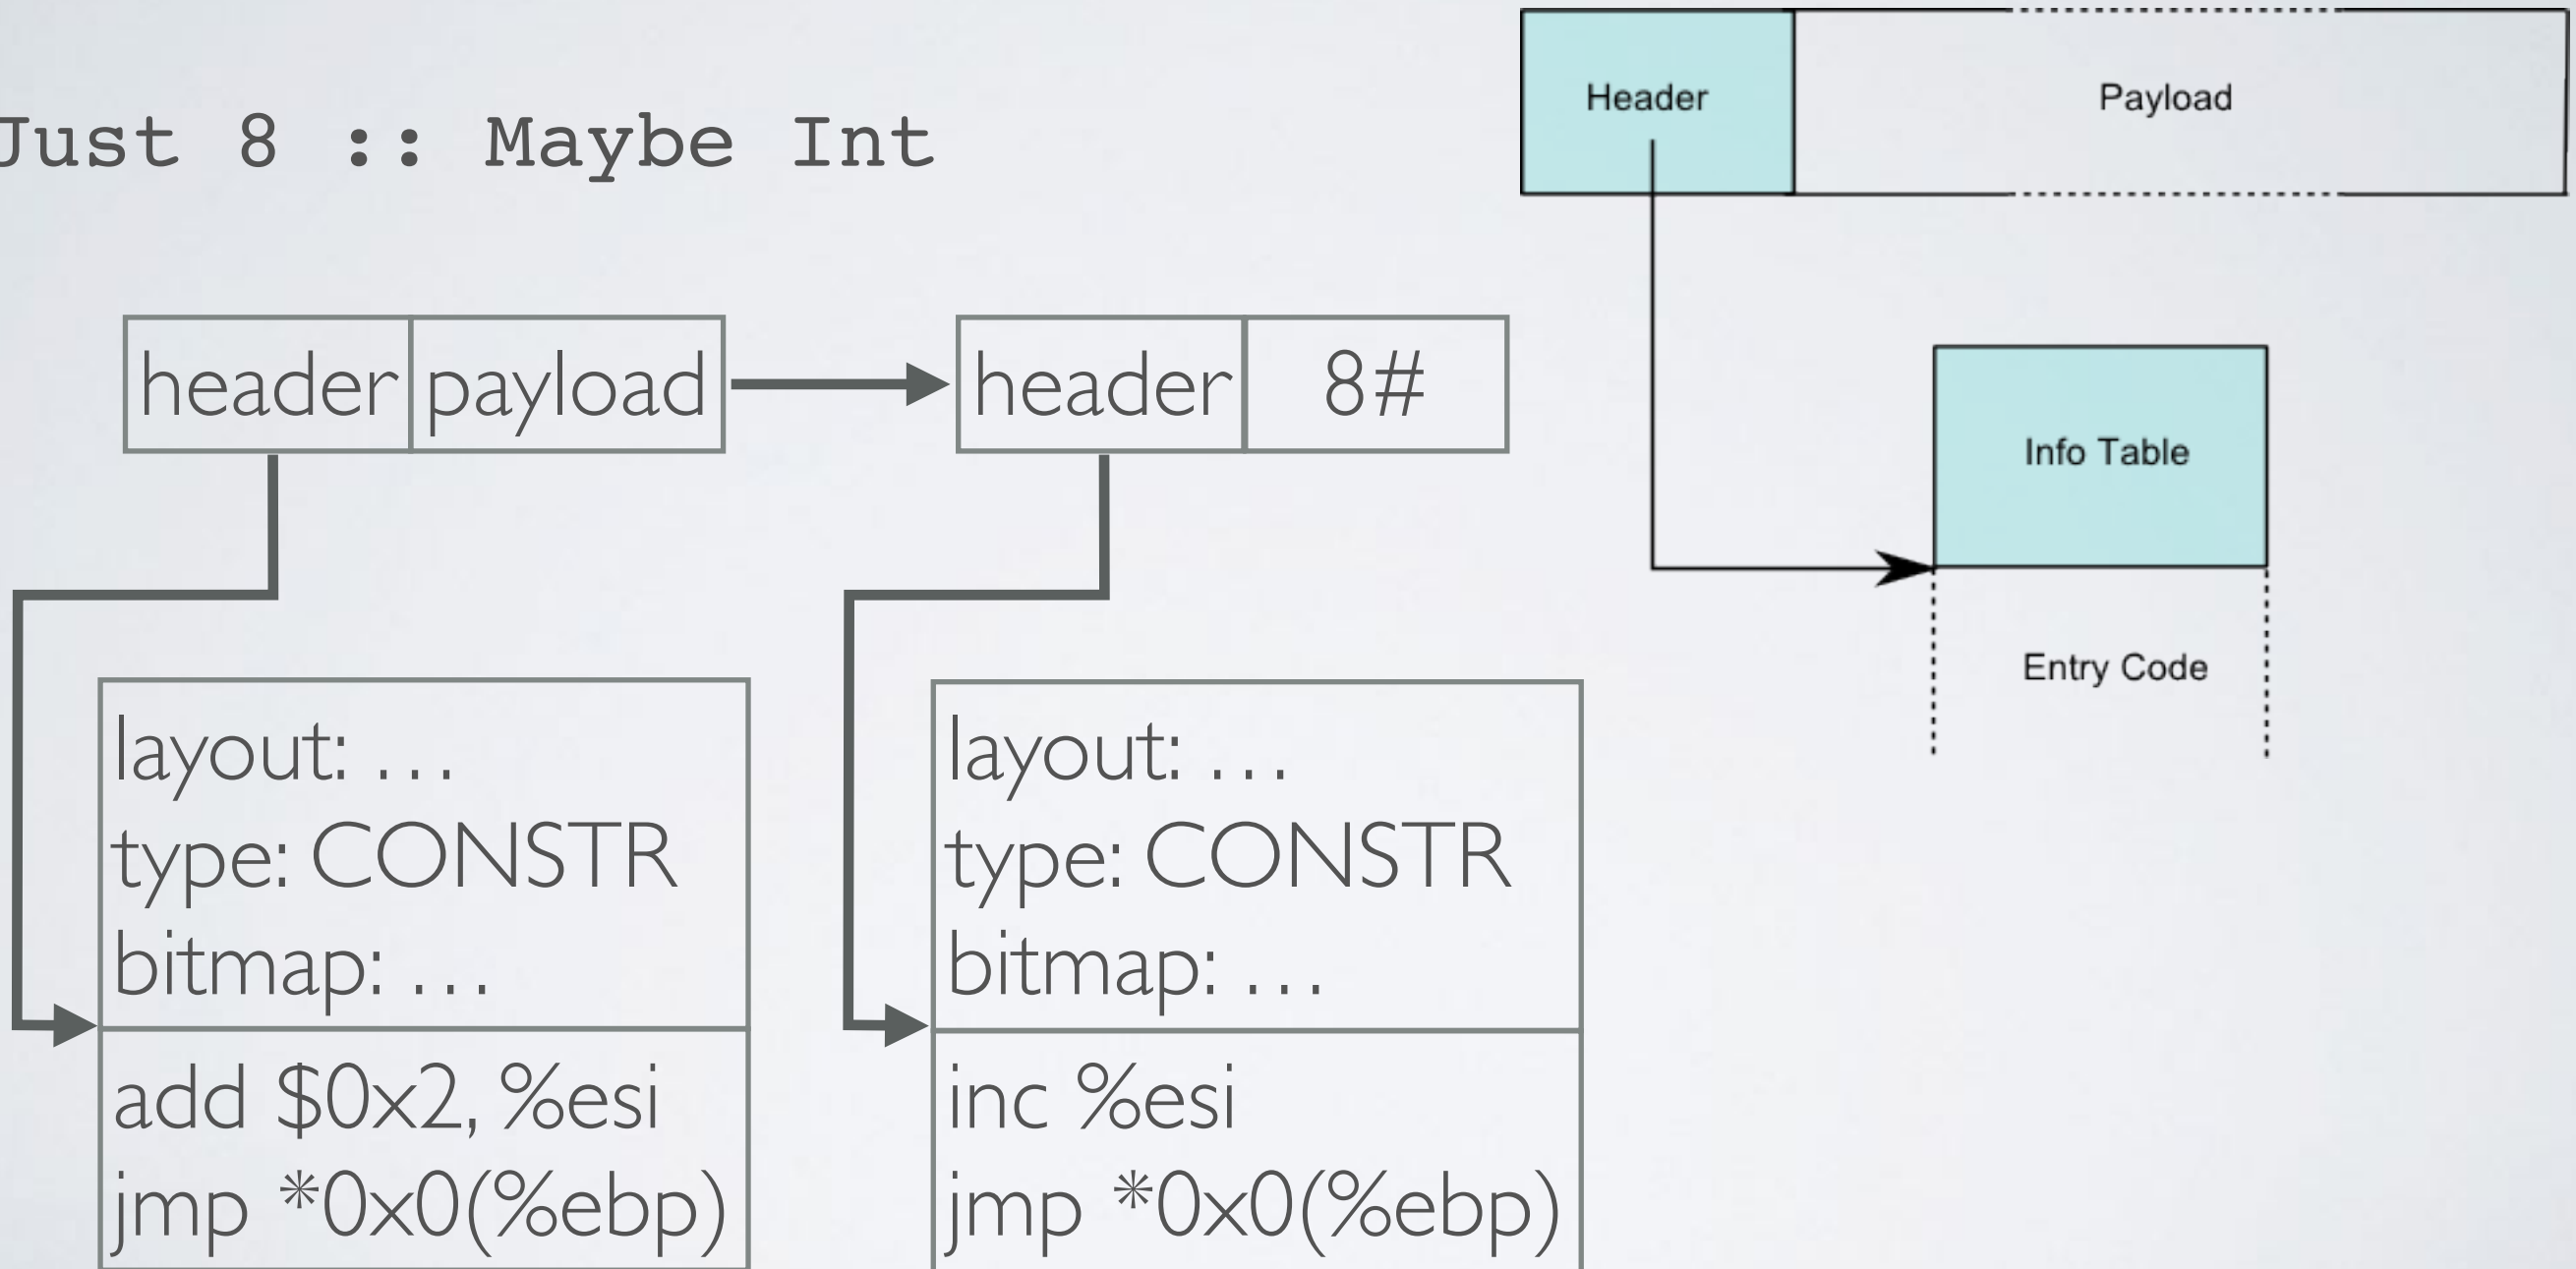 Just 8 :: Maybe Int
Header
Payload
header
payload
header
8#
Info Table
Entry Code
layout: ...
type: CONSTR
bitmap: ...
add $0x2, %esi
jmp *0x0(%ebp)
layout: ...
type: CONSTR
bitmap: ...
inc %esi
jmp *0x0(%ebp)